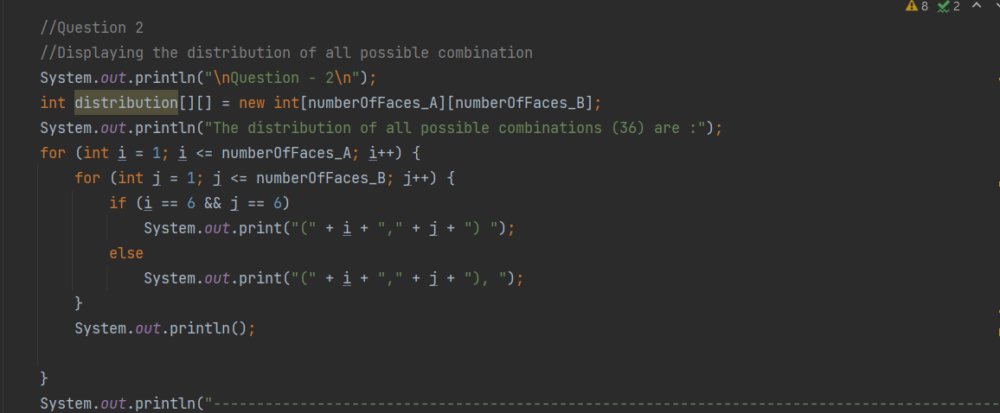 8 2
//Question 2
//Displaying the distribution of all possible combination
System.out.println("\nQuestion - 2\n");
int distribution[][] = new int[numberOfFaces_A][numberOfFaces_B];
System.out.println("The distribution of all possible combinations (36) are :");
for (int i = 1; i <= numberOfFaces_A; i++) {
for (int j = 1; j <= numberOfFaces_B; j++) {
if (i == 6 && j == 6)
System.out.print("(" + i + "," + j + ") ");
else
System.out.print("(" + i + "," + j + "), ");
}
System.out.println();
}
System.out.println("-------------------------------------------------------------------------------------------